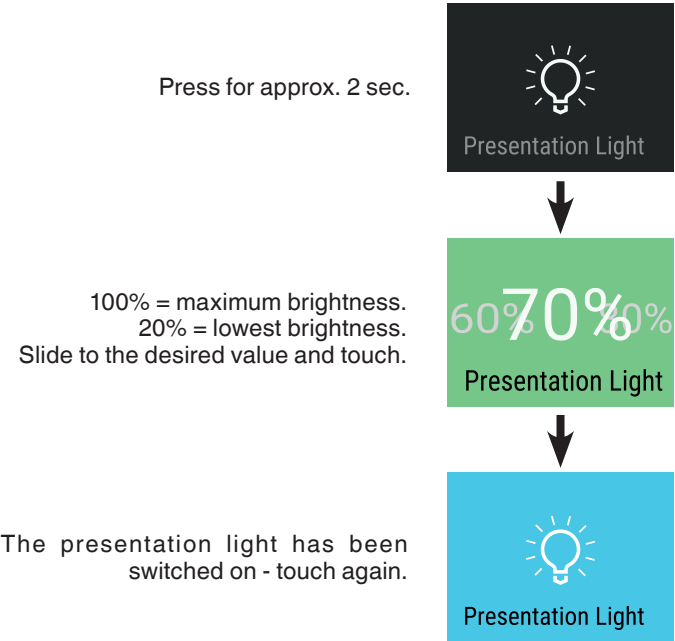 Press for approx. 2 sec.
Presentation Light
100% = maximum brightness.
20% = lowest brightness.
Slide to the desired value and touch.
60% 70% 80%
Presentation Light
The presentation light has been
switched on - touch again.
Presentation Light